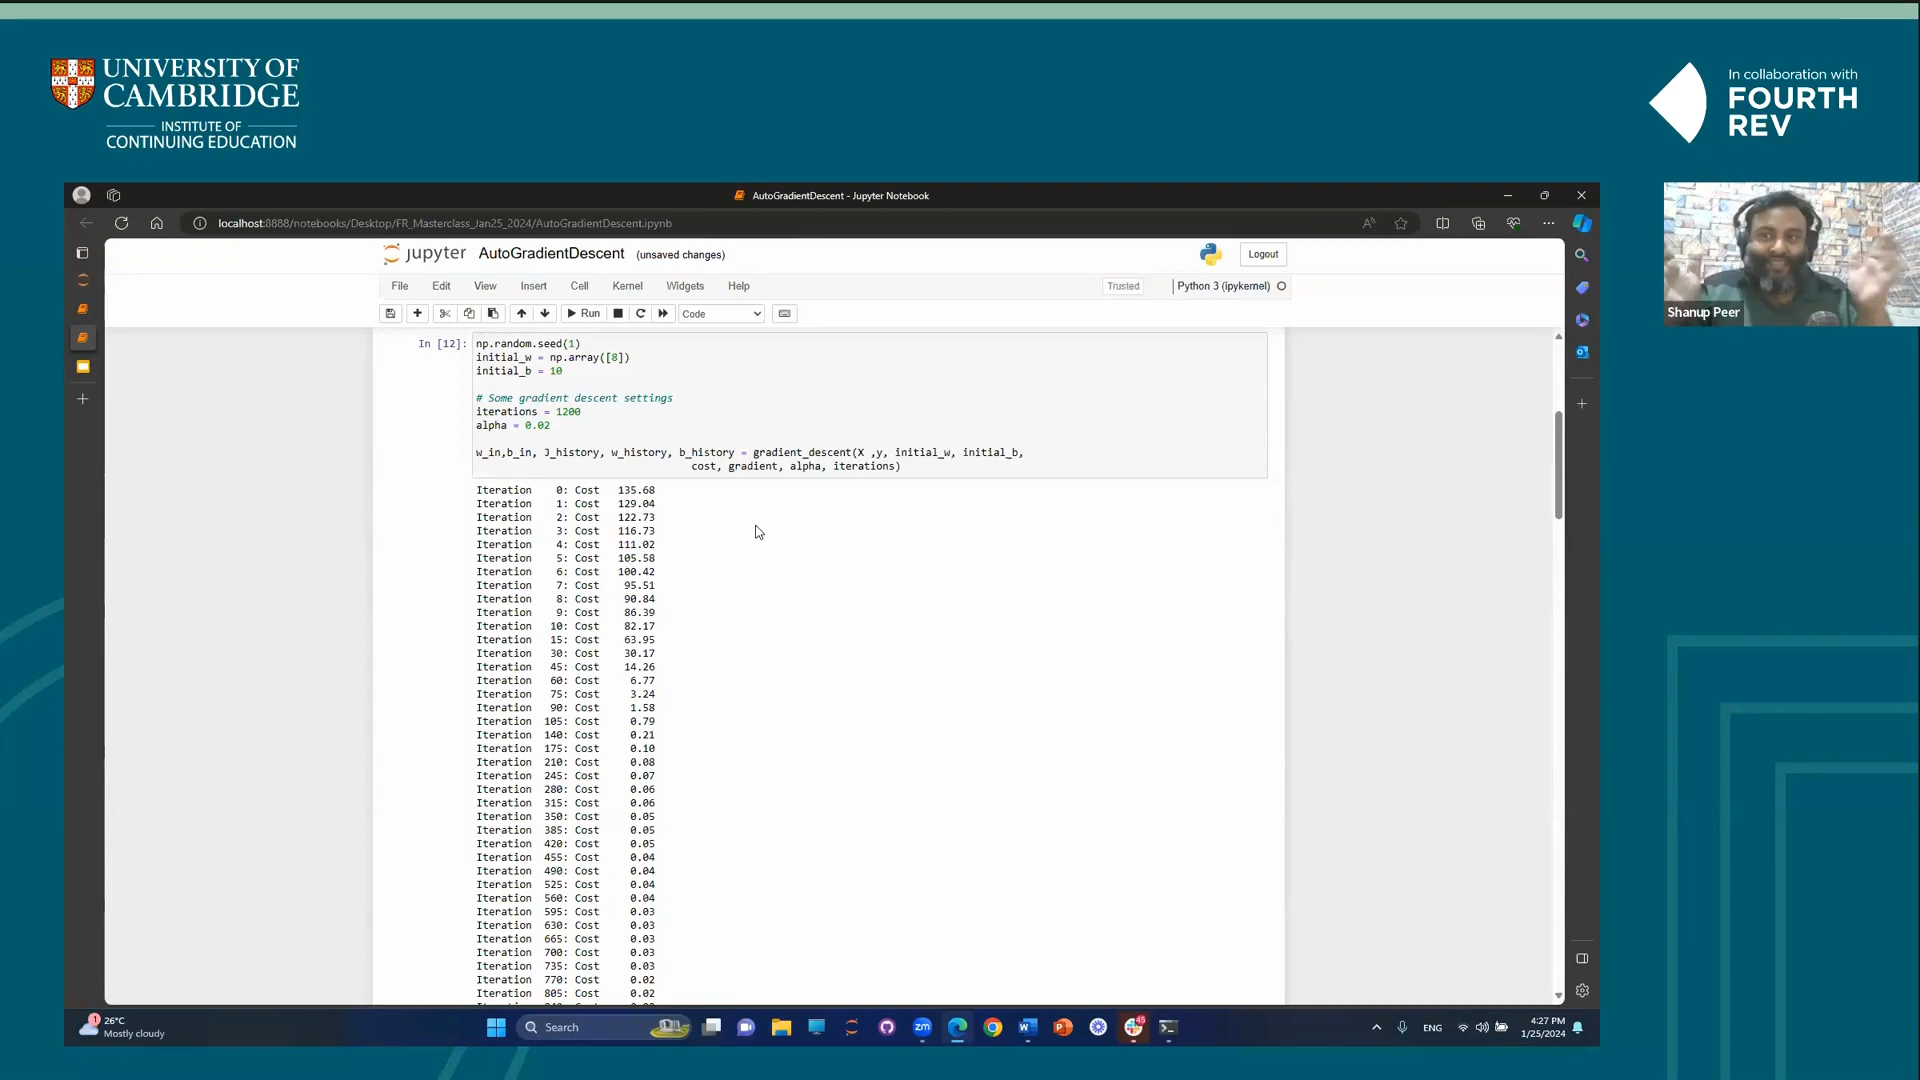 UNIVERSITY OF
CAMBRIDGE
INSTITUTE OF
CONTINUING EDUCATION
In collaboration with
FOURTH
REV
AutoGradientDescent - Jupyter Notebook
localhost:8888/notebooks/Desktop/FR_Masterclass_Jan25_2024/AutoGradientDescent.ipynb
jupyter AutoGradientDescent (unsaved changes)
Logout
File Edit View Insert Cell Kernel Widgets Help
Trusted
Python 3 (ipykernel)
Run
Code
Shanup Peer
In [12]: np.random.seed(1)
initial_w = np.array([8])
initial_b = 10
# Some gradient descent settings
iterations = 1200
alpha = 0.02
w_in,b_in, J_history, w_history, b_history = gradient_descent(X ,y, initial_w, initial_b,
cost, gradient, alpha, iterations)
Iteration 0: Cost 135.68
Iteration 1: Cost 129.04
Iteration 2: Cost 122.73
Iteration 3: Cost 116.73
Iteration 4: Cost 111.02
Iteration 5: Cost 105.58
Iteration 6: Cost 100.42
Iteration 7: Cost 95.51
Iteration 8: Cost 90.84
Iteration 9: Cost 86.39
Iteration 10: Cost 82.17
Iteration 15: Cost 63.95
Iteration 30: Cost 30.17
Iteration 45: Cost 14.26
Iteration 60: Cost 6.77
Iteration 75: Cost 3.24
Iteration 90: Cost 1.58
Iteration 105: Cost 0.79
Iteration 140: Cost 0.21
Iteration 175: Cost 0.10
Iteration 210: Cost 0.08
Iteration 245: Cost 0.07
Iteration 280: Cost 0.06
Iteration 315: Cost 0.06
Iteration 350: Cost 0.05
Iteration 385: Cost 0.05
Iteration 420: Cost 0.05
Iteration 455: Cost 0.04
Iteration 490: Cost 0.04
Iteration 525: Cost 0.04
Iteration 560: Cost 0.04
Iteration 595: Cost 0.03
Iteration 630: Cost 0.03
Iteration 665: Cost 0.03
Iteration 700: Cost 0.03
Iteration 735: Cost 0.03
Iteration 770: Cost 0.02
Iteration 805: Cost 0.02
1
26°C
Mostly cloudy
Search
zm
45
ENG
4:27 PM
1/25/2024